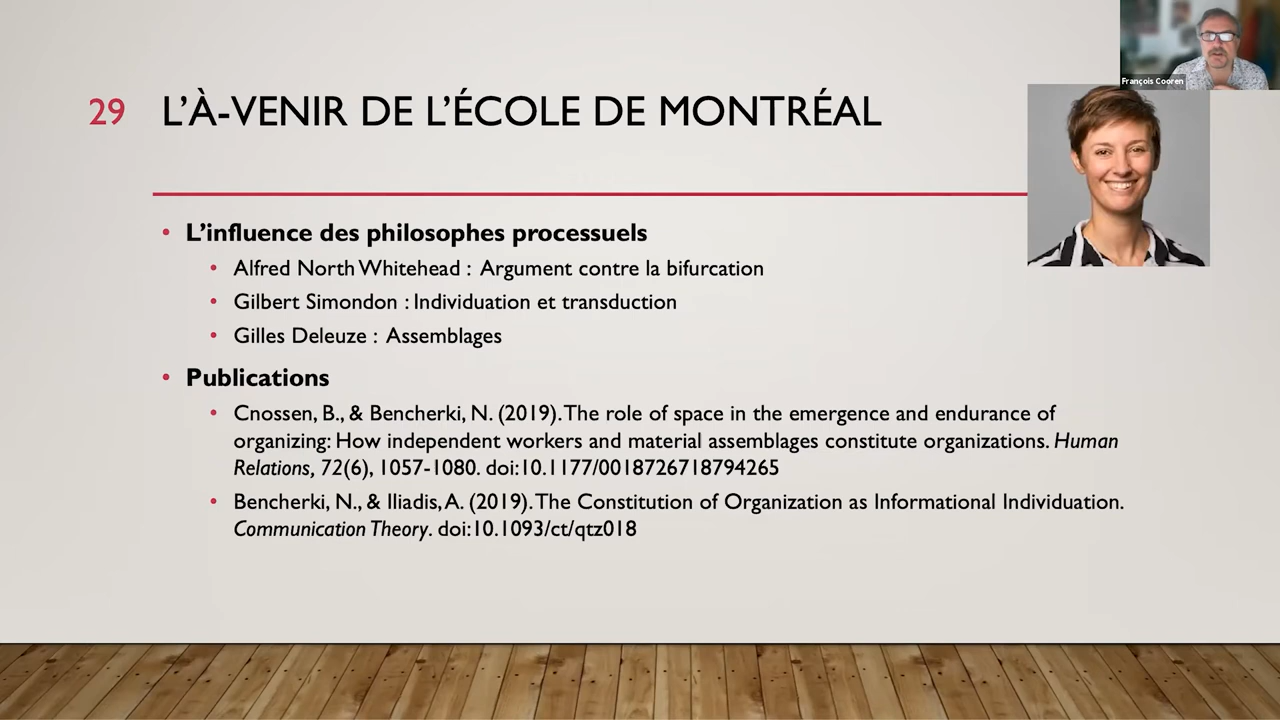 François Cooren
29 L’À-VENIR DE L’ÉCOLE DE MONTRÉAL
• L’influence des philosophes processuels
• Alfred North Whitehead : Argument contre la bifurcation
• Gilbert Simondon : Individuation et transduction
• Gilles Deleuze : Assemblages
• Publications
• Cnossen, B., & Bencherki, N. (2019). The role of space in the emergence and endurance of
organizing: How independent workers and material assemblages constitute organizations. Human
Relations, 72(6), 1057-1080. doi:10.1177/0018726718794265
• Bencherki, N., & Iliadis, A. (2019). The Constitution of Organization as Informational Individuation.
Communication Theory. doi:10.1093/ct/qtz018